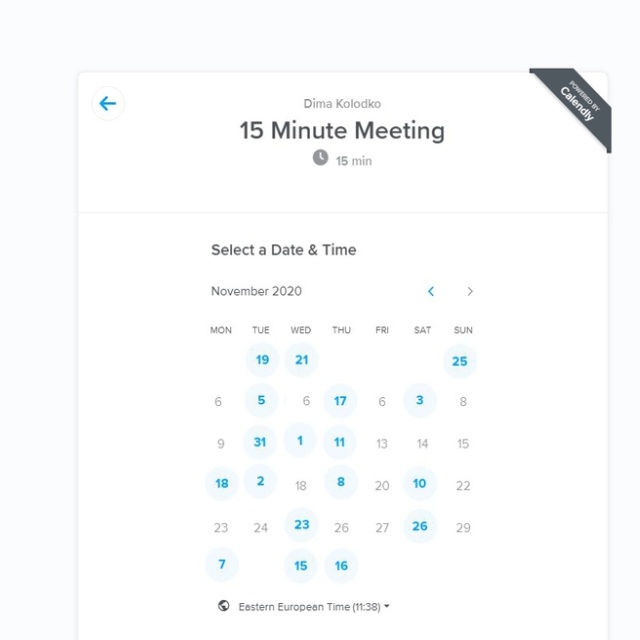 POWERED BY
Calendly
Dima Kolodko
15 Minute Meeting
15 min
Select a Date & Time
November 2020
MON TUE WED THU FRI SAT SUN
19 21 25
6 5 6 17 6 3 8
9 31 1 11 13 14 15
18 2 18 8 20 10 22
23 24 23 26 27 26 29
7 15 16
Eastern European Time (11:38)